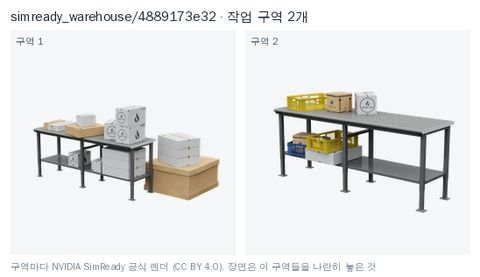 simready_warehouse/4889173e32 · 작업 구역 2개
구역 1
구역 2
구역마다 NVIDIA SimReady 공식 렌더 (CC BY 4.0). 장면은 이 구역들을 나란히 놓은 것